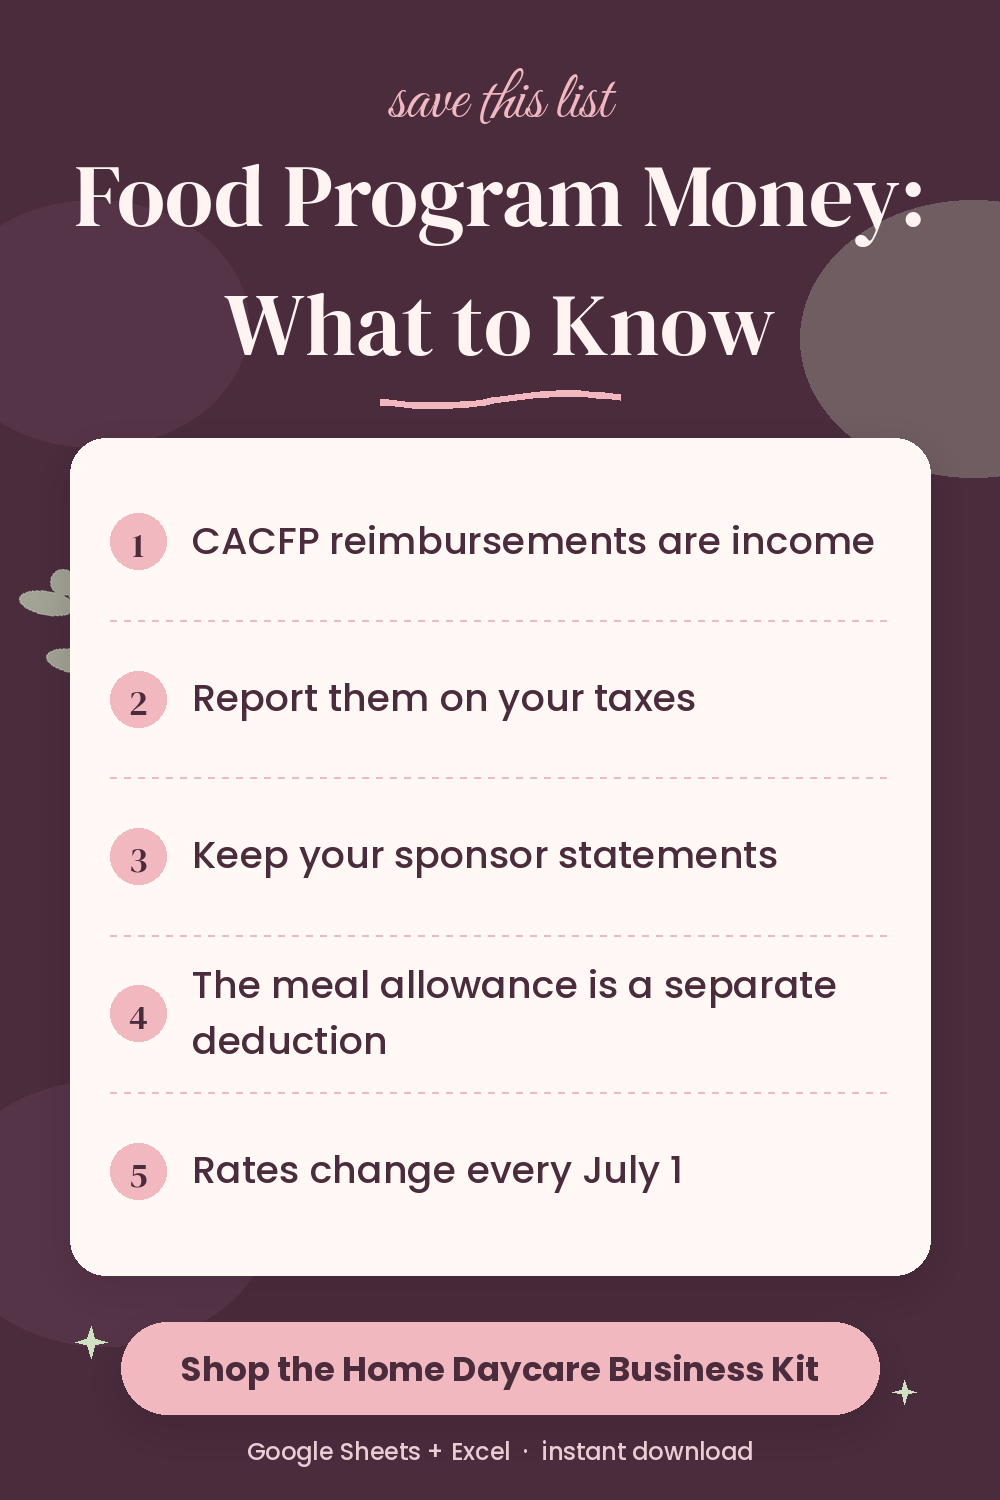 save this list
Food Program Money:
What to Know
1 CACFP reimbursements are income
2 Report them on your taxes
3 Keep your sponsor statements
4 The meal allowance is a separate
deduction
5 Rates change every July 1
Shop the Home Daycare Business Kit
Google Sheets + Excel · instant download